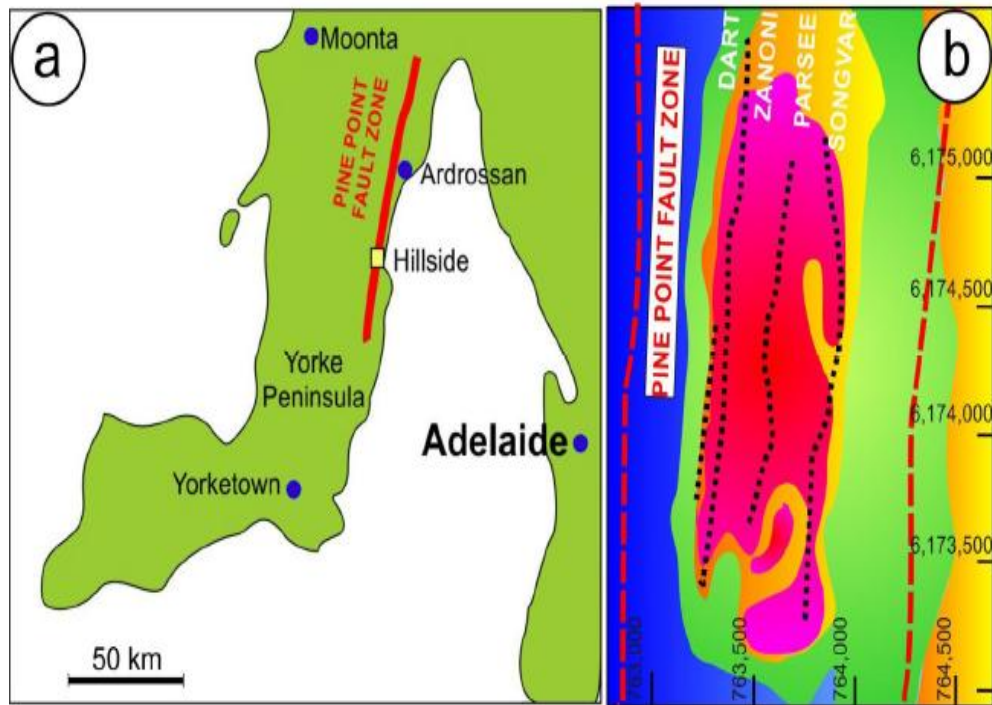 a
Moonta
PINE POINT
FAULT ZONE
Ardrossan
Hillside
Yorke
Peninsula
Adelaide
Yorketown
50 km
b
PINE POINT FAULT ZONE
DART
ZANONI
PARSEE
SONGVAR
6,175,000
6,174,500
6,174,000
6,173,500
763,000
763,500
764,000
764,500